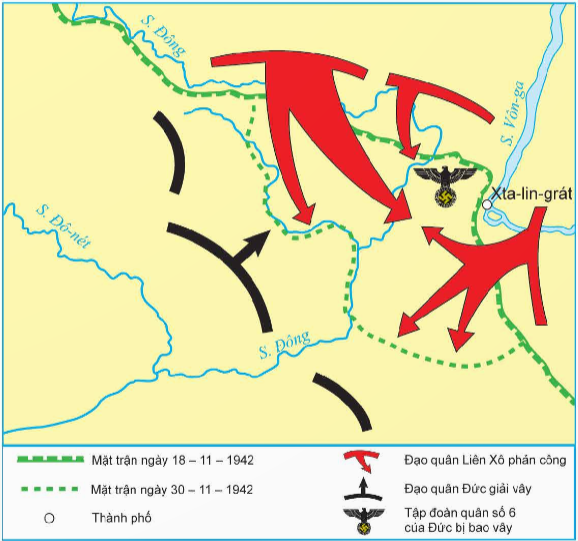 S. Đông
S. Vôn-ga
Xta-lin-grát
S. Đô-nét
S. Đông
Mặt trận ngày 18 – 11 – 1942
Mặt trận ngày 30 – 11 – 1942
Thành phố
Đạo quân Liên Xô phản công
Đạo quân Đức giải vây
Tập đoàn quân số 6
của Đức bị bao vây